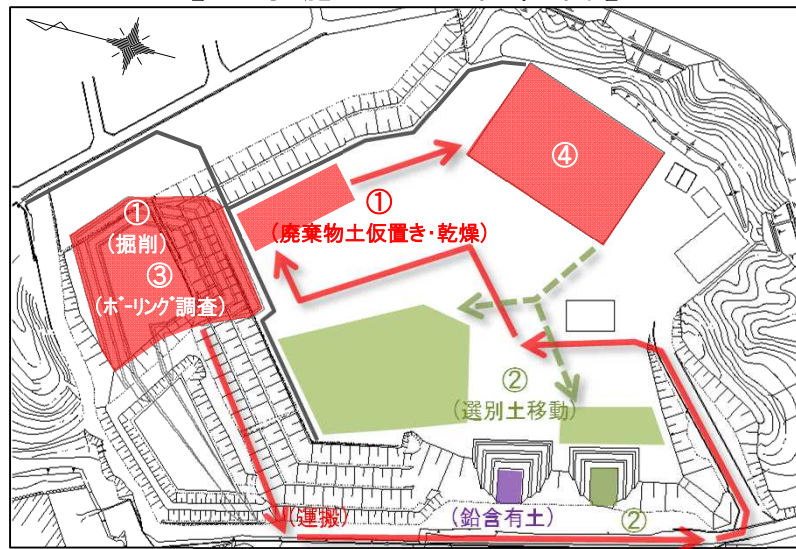 ④
①
(掘削)
①
(廃棄物土仮置き・乾燥)
③
(ボーリング調査)
②
(選別土移動)
(運搬)
(鉛含有土)
②